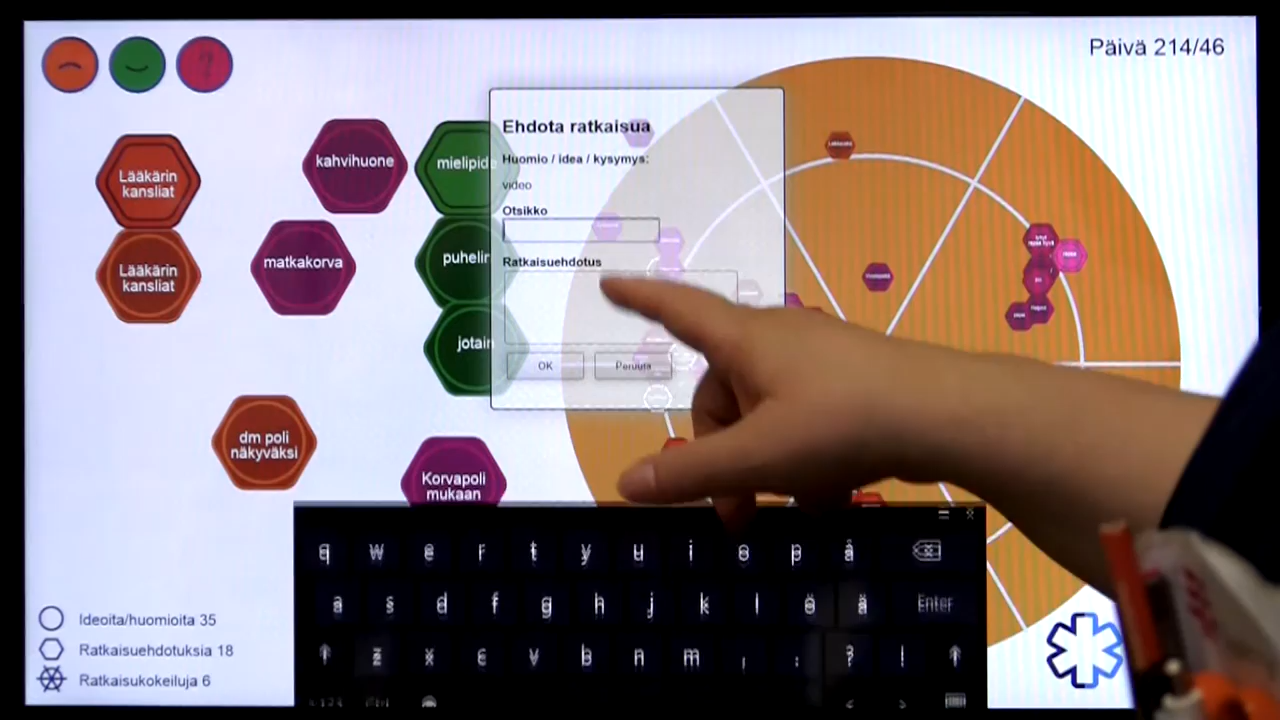 Päivä 214/46
?
Ehdota ratkaisua
Huomio / idea / kysymys:
video
Otsikko
Ratkaisuehdotus
OK
Peruuta
Lääkärin
kansliat
kahvihuone
mielipide
Lääkärin
kansliat
matkakorva
puhelin
jotain
dm poli
näkyväksi
Korvapoli
mukaan
q w e r t y u i o p å
a s d f g h j k l ö ä Enter
z x c v b n m , . ? !
Ideoita/huomioita 35
Ratkaisuehdotuksia 18
Ratkaisukokeiluja 6